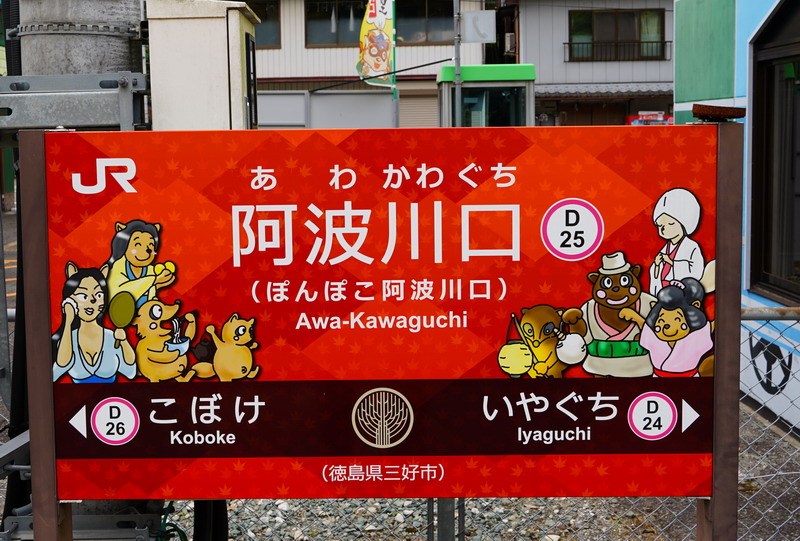 JR
あわかわぐち
阿波川口
D
25
(ぽんぽこ阿波川口)
Awa-Kawaguchi
D
26
こぼけ
Koboke
いやぐち
Iyaguchi
D
24
(徳島県三好市)